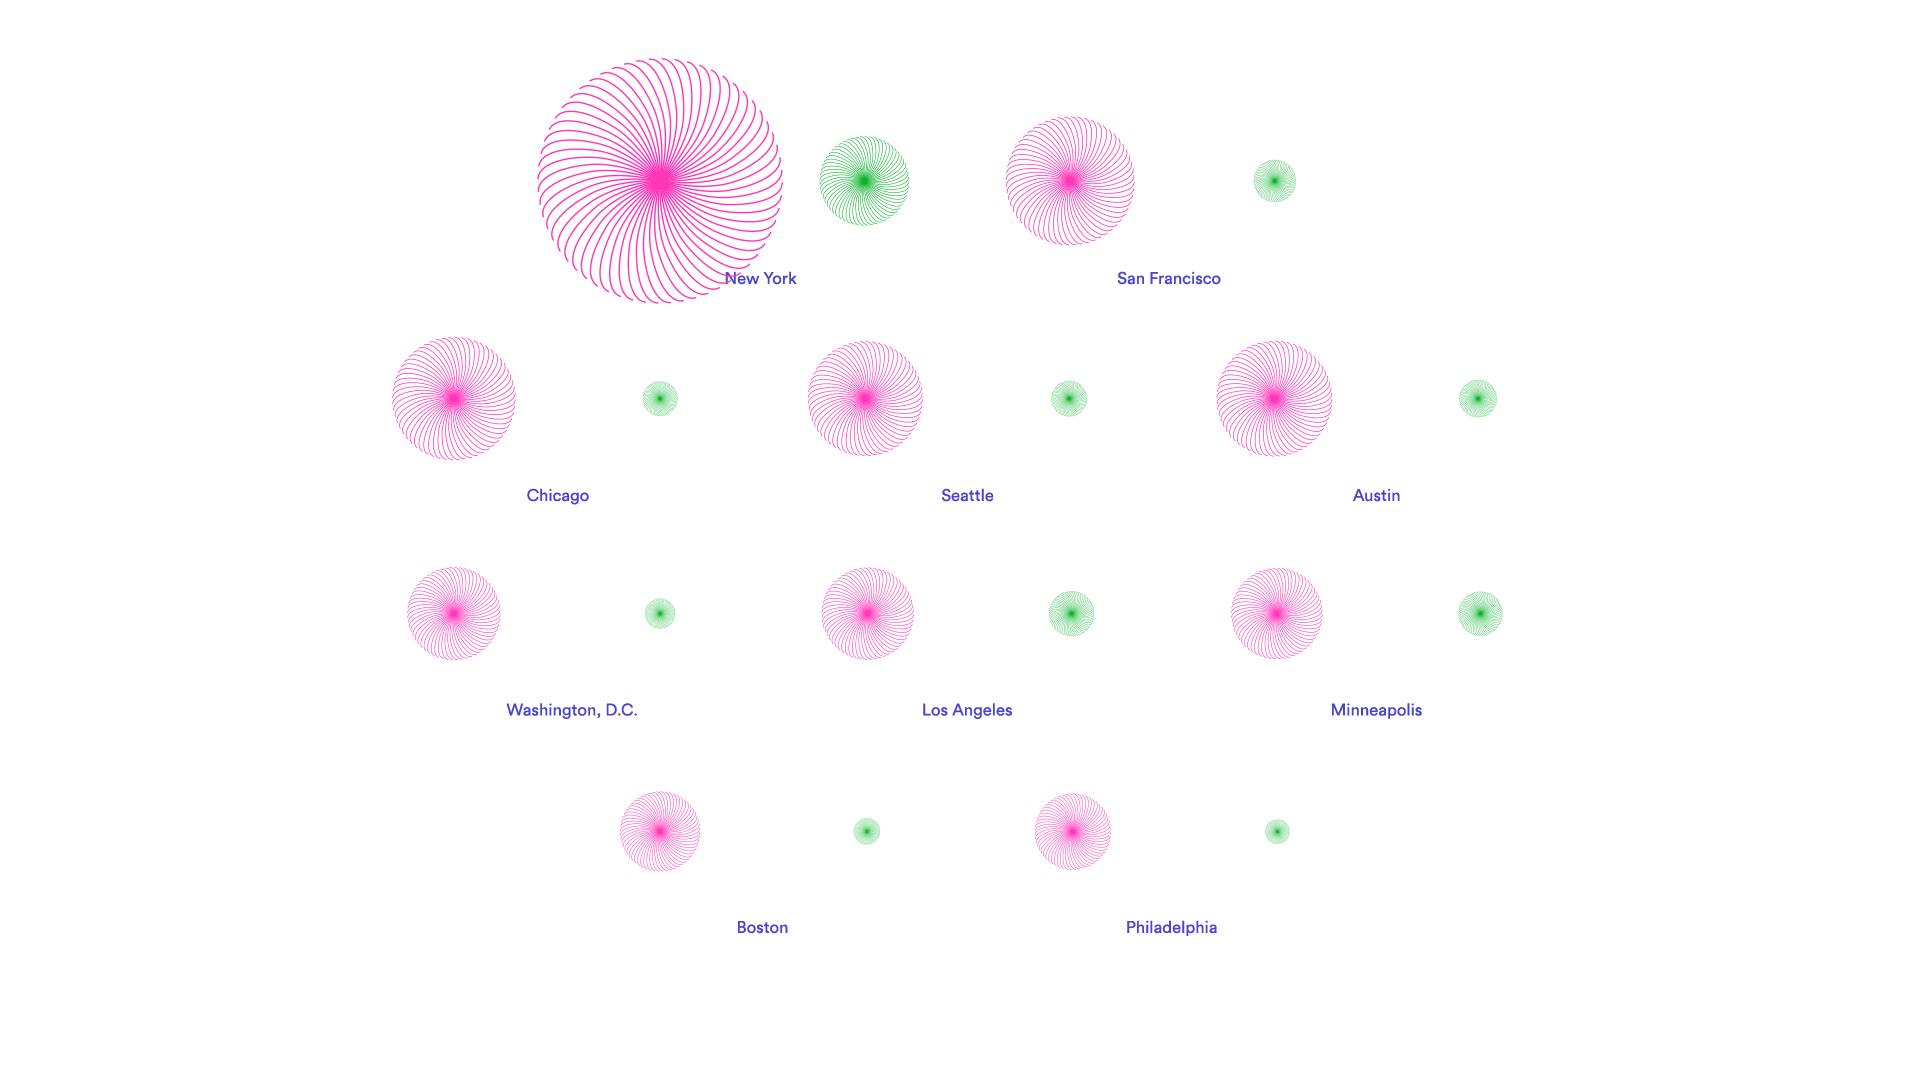 New York
San Francisco
Chicago
Seattle
Austin
Washington, D.C.
Los Angeles
Minneapolis
Boston
Philadelphia